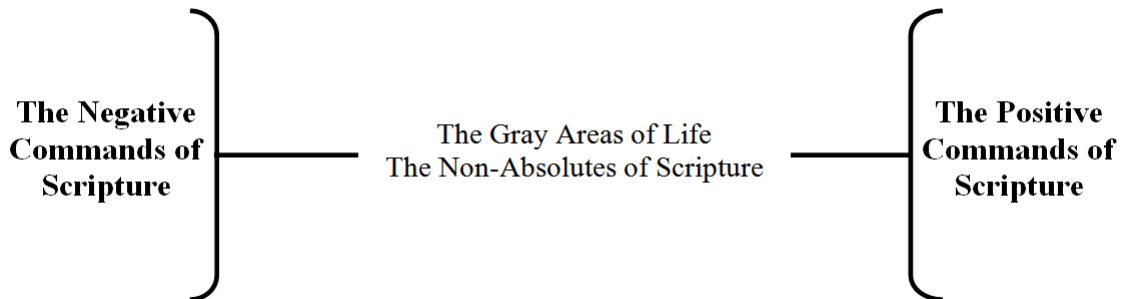 The Negative
Commands of
Scripture
The Gray Areas of Life
The Non-Absolutes of Scripture
The Positive
Commands of
Scripture